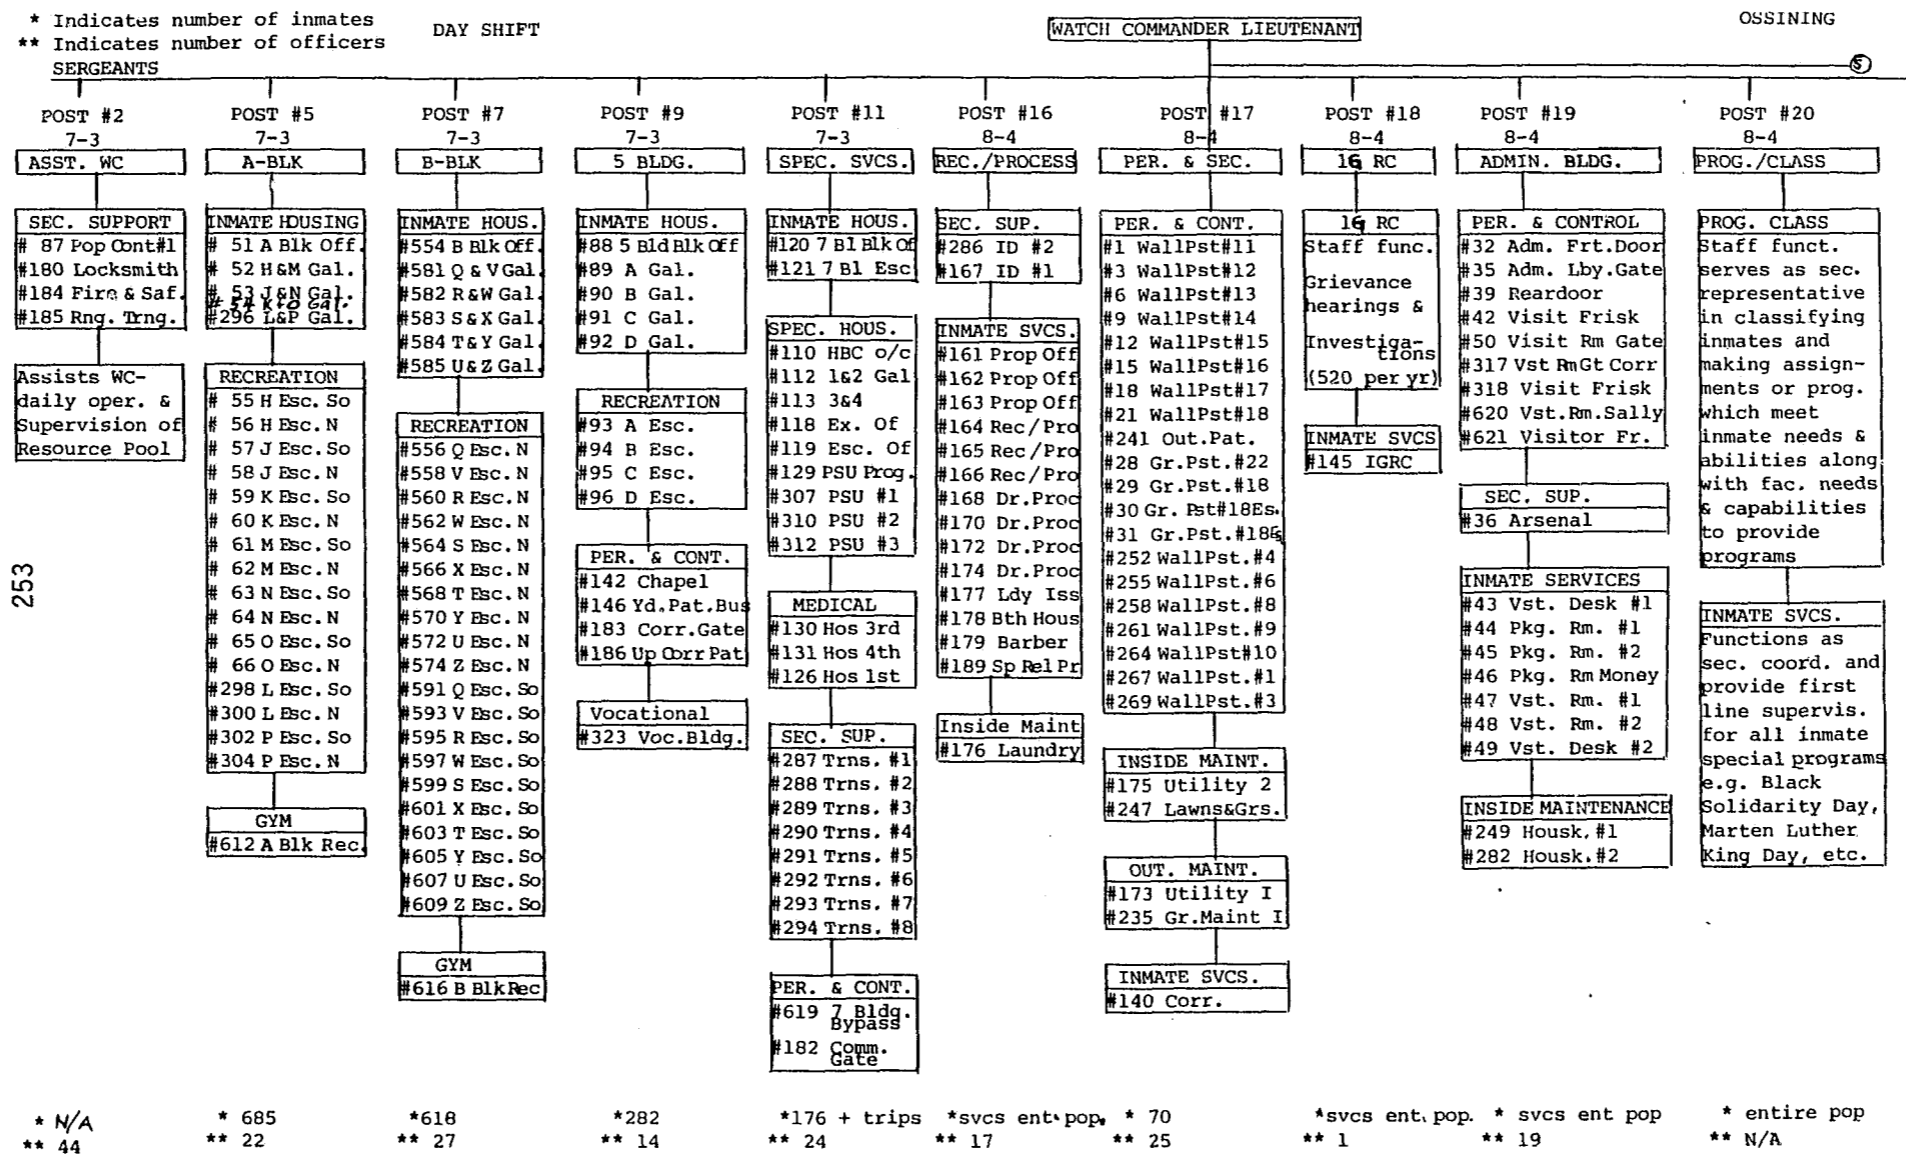 * Indicates number of inmates
** Indicates number of officers
DAY SHIFT
WATCH COMMANDER LIEUTENANT
OSSINING
SERGEANTS
5
POST #2
7-3
ASST. WC
SEC. SUPPORT
# 87 Pop Cont#1
#180 Locksmith
#184 Fire & Saf.
#185 Rng. Trng.
Assists WC-
daily oper. &
Supervision of
Resource Pool
* N/A
** 44
POST #5
7-3
A-BLK
INMATE HOUSING
# 51 A Blk Off.
# 52 H&M Gal.
# 53 J&N Gal.
# 54 K&O Gal.
#296 L&P Gal.
RECREATION
# 55 H Esc. So
# 56 H Esc. N
# 57 J Esc. So
# 58 J Esc. N
# 59 K Esc. So
# 60 K Esc. N
# 61 M Esc. So
# 62 M Esc. N
# 63 N Esc. So
# 64 N Esc. N
# 65 O Esc. So
# 66 O Esc. N
#298 L Esc. So
#300 L Esc. N
#302 P Esc. So
#304 P Esc. N
GYM
#612 A Blk Rec.
* 685
** 22
POST #7
7-3
B-BLK
INMATE HOUS.
#554 B Blk Off.
#581 Q & V Gal.
#582 R&W Gal.
#583 S&X Gal.
#584 T&Y Gal.
#585 U&Z Gal.
RECREATION
#556 Q Esc. N
#558 V Esc. N
#560 R Esc. N
#562 W Esc. N
#564 S Esc. N
#566 X Esc. N
#568 T Esc. N
#570 Y Esc. N
#572 U Esc. N
#574 Z Esc. N
#591 Q Esc. So
#593 V Esc. So
#595 R Esc. So
#597 W Esc. So
#599 S Esc. So
#601 X Esc. So
#603 T Esc. So
#605 Y Esc. So
#607 U Esc. So
#609 Z Esc. So
GYM
#616 B BlkRec
*618
** 27
POST #9
7-3
5 BLDG.
INMATE HOUS.
#88 5 Bld Blk Off
#89 A Gal.
#90 B Gal.
#91 C Gal.
#92 D Gal.
RECREATION
#93 A Esc.
#94 B Esc.
#95 C Esc.
#96 D Esc.
PER. & CONT.
#142 Chapel
#146 Yd.Pat.Bus
#183 Corr.Gate
#186 Up Corr Pat
Vocational
#323 Voc.Bldg.
*282
** 14
POST #11
7-3
SPEC. SVCS.
INMATE HOUS.
#120 7 Bl Blk Of
#121 7 Bl Esc
SPEC. HOUS.
#110 HBC o/c
#112 1&2 Gal
#113 3&4
#118 Ex. Of
#119 Esc. Of
#129 PSU Prog.
#307 PSU #1
#310 PSU #2
#312 PSU #3
MEDICAL
#130 Hos 3rd
#131 Hos 4th
#126 Hos 1st
SEC. SUP.
#287 Trns. #1
#288 Trns. #2
#289 Trns. #3
#290 Trns. #4
#291 Trns. #5
#292 Trns. #6
#293 Trns. #7
#294 Trns. #8
PER. & CONT.
#619 7 Bldg.
Bypass
#182 Comm.
Gate
*176 + trips
** 24
POST #16
8-4
REC./PROCESS
SEC. SUP.
#286 ID #2
#167 ID #1
INMATE SVCS.
#161 Prop Off
#162 Prop Off
#163 Prop Off
#164 Rec/Pro
#165 Rec/Pro
#166 Rec/Pro
#168 Dr.Proc
#170 Dr.Proc
#172 Dr.Proc
#174 Dr.Proc
#177 Ldy Iss
#178 Bth Hous
#179 Barber
#189 Sp Rel Pr
Inside Maint
#176 Laundry
*svcs ent pop.
** 17
POST #17
8-4
PER. & SEC.
PER. & CONT.
#1 WallPst#11
#3 WallPst#12
#6 WallPst#13
#9 WallPst#14
#12 WallPst#15
#15 WallPst#16
#18 WallPst#17
#21 WallPst#18
#241 Out.Pat.
#28 Gr.Pst.#22
#29 Gr.Pst.#18
#30 Gr. Pst#18Es.
#31 Gr.Pst.#18Es
#252 WallPst.#4
#255 WallPst.#6
#258 WallPst.#8
#261 WallPst.#9
#264 WallPst#10
#267 WallPst.#1
#269 WallPst.#3
INSIDE MAINT.
#175 Utility 2
#247 Lawns&Grs.
OUT. MAINT.
#173 Utility I
#235 Gr.Maint I
INMATE SVCS.
#140 Corr.
* 70
** 25
POST #18
8-4
IG RC
IG RC
Staff func.
Grievance
hearings &
Investiga-
tions
(520 per yr)
INMATE SVCS
#145 IGRC
*svcs ent. pop.
** 1
POST #19
8-4
ADMIN. BLDG.
PER. & CONTROL
#32 Adm. Frt.Door
#35 Adm. Lby.Gate
#39 Reardoor
#42 Visit Frisk
#50 Visit Rm Gate
#317 Vst RmGt Corr
#318 Visit Frisk
#620 Vst.Rm.Sally
#621 Visitor Fr.
SEC. SUP.
#36 Arsenal
INMATE SERVICES
#43 Vst. Desk #1
#44 Pkg. Rm. #1
#45 Pkg. Rm. #2
#46 Pkg. Rm Money
#47 Vst. Rm. #1
#48 Vst. Rm. #2
#49 Vst. Desk #2
INSIDE MAINTENANCE
#249 Housk.#1
#282 Housk.#2
* svcs ent pop
** 19
POST #20
8-4
PROG./CLASS
PROG. CLASS
Staff funct.
serves as sec.
representative
in classifying
inmates and
making assign-
ments or prog.
which meet
inmate needs &
abilities along
with fac. needs
& capabilities
to provide
programs
INMATE SVCS.
Functions as
sec. coord. and
provide first
line supervis.
for all inmate
special programs
e.g. Black
Solidarity Day,
Marten Luther
King Day, etc.
* entire pop
** N/A
253